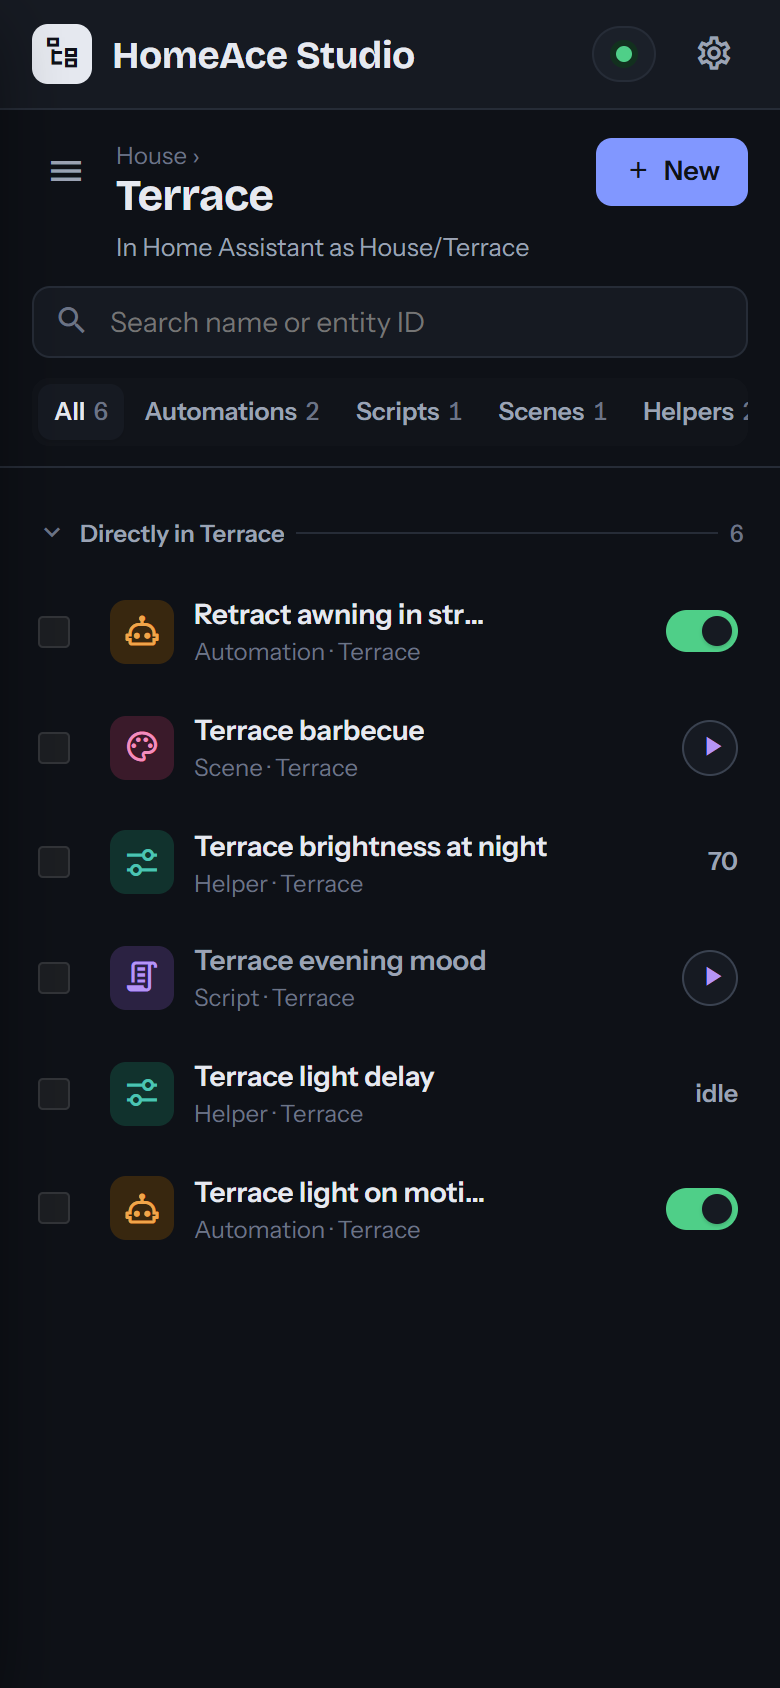 HomeAce Studio
House ›
Terrace
+ New
In Home Assistant as House/Terrace
Search name or entity ID
All 6 Automations 2 Scripts 1 Scenes 1 Helpers 2
Directly in Terrace 6
Retract awning in str...
Automation · Terrace
Terrace barbecue
Scene · Terrace
Terrace brightness at night
70
Helper · Terrace
Terrace evening mood
Script · Terrace
Terrace light delay
idle
Helper · Terrace
Terrace light on moti...
Automation · Terrace